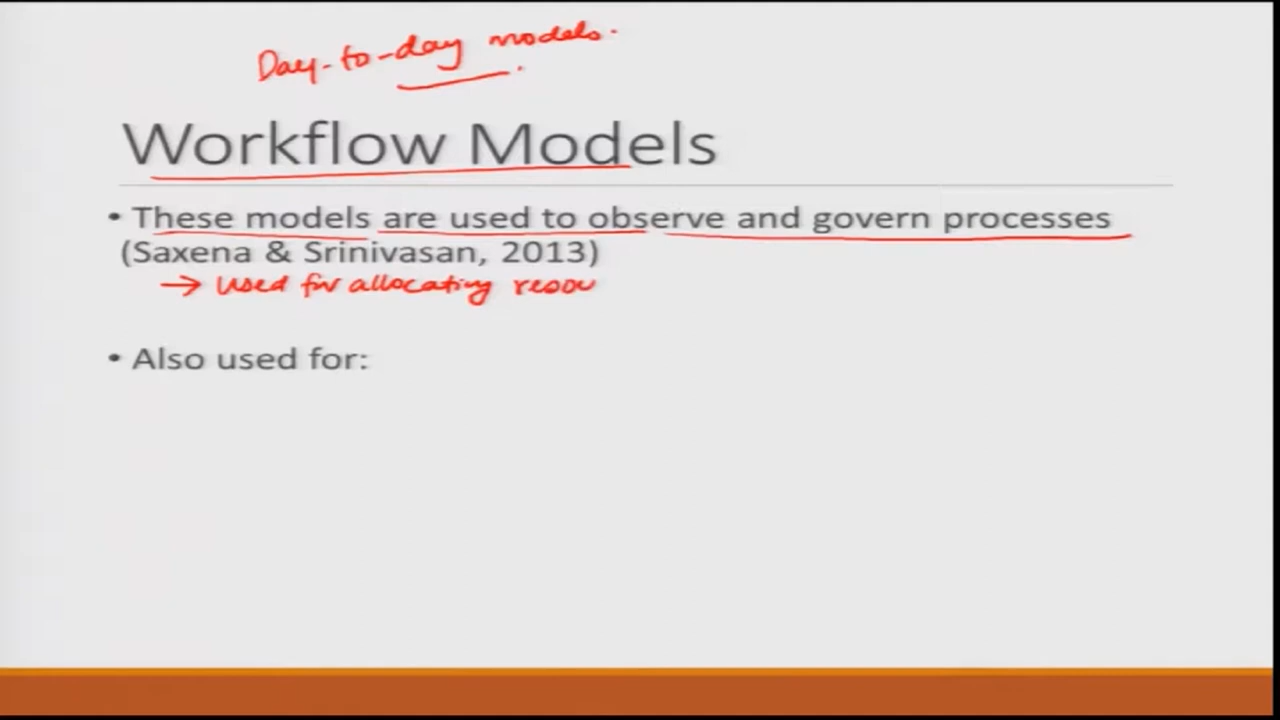 Day-to-day models.
Workflow Models
• These models are used to observe and govern processes
(Saxena & Srinivasan, 2013)
→ Used for allocating resou
• Also used for: